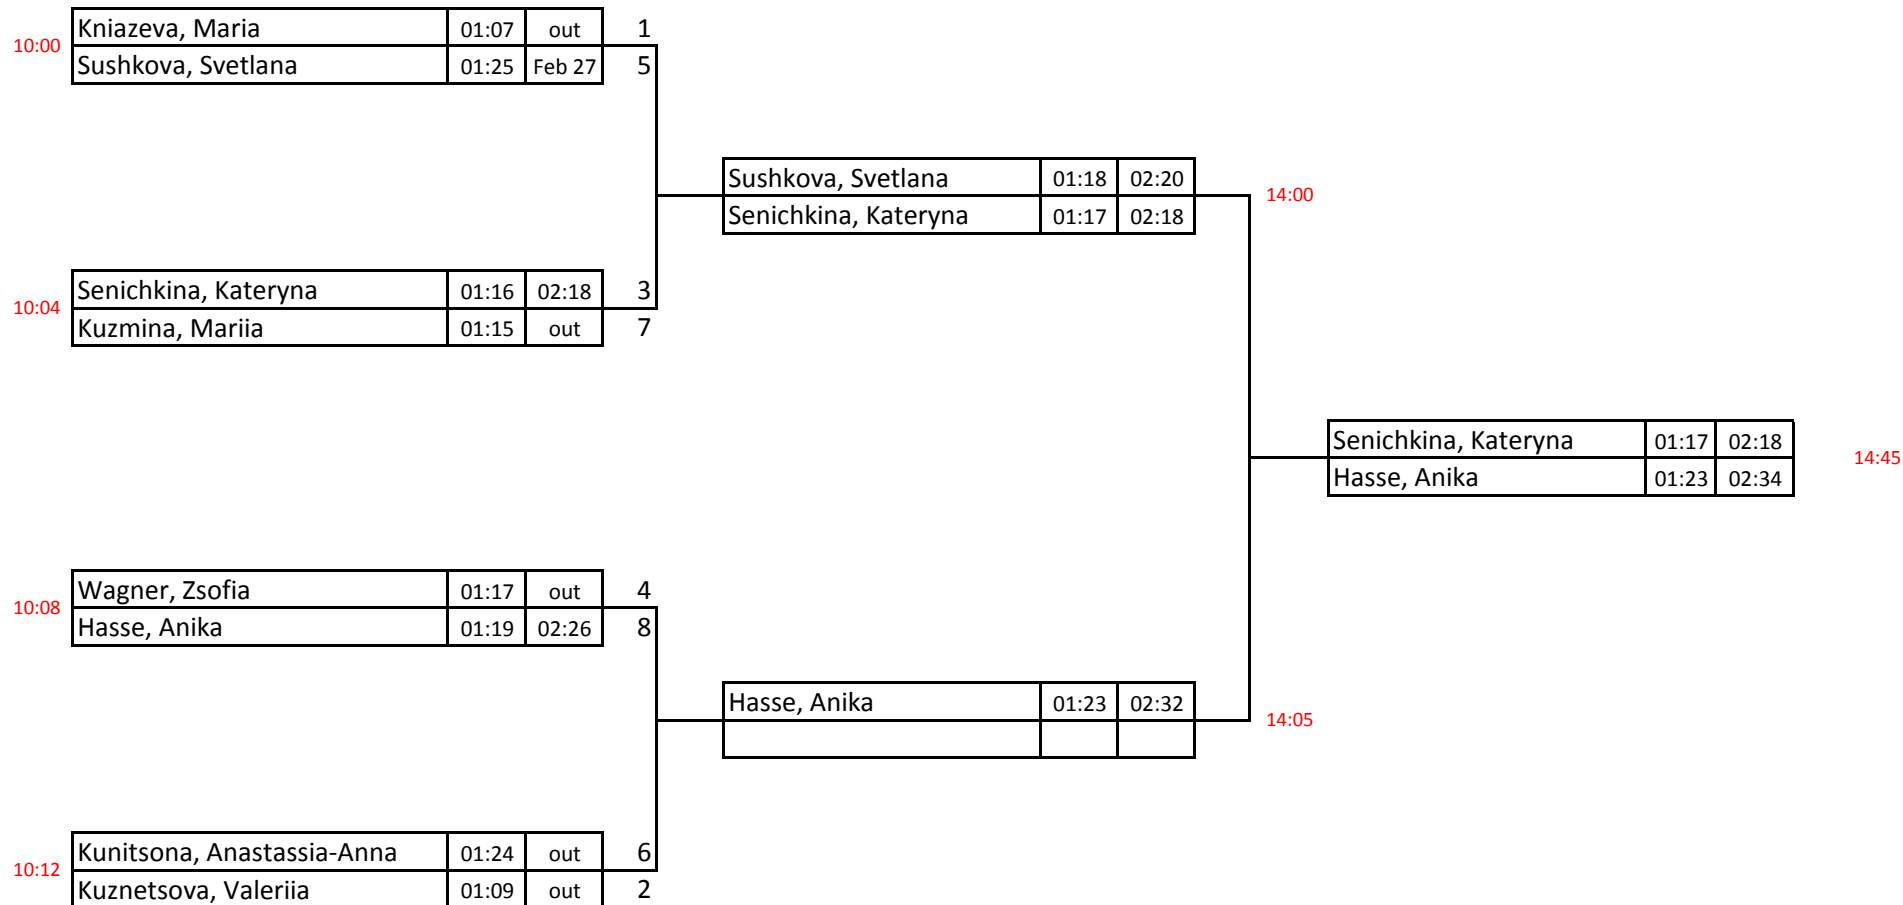 Kniazeva, Maria 01:07 out 1
10:00
Sushkova, Svetlana 01:25 Feb 27 5
Sushkova, Svetlana 01:18 02:20
14:00
Senichkina, Kateryna 01:17 02:18
Senichkina, Kateryna 01:16 02:18 3
10:04
Kuzmina, Mariia 01:15 out 7
Senichkina, Kateryna 01:17 02:18
14:45
Hasse, Anika 01:23 02:34
Wagner, Zsofia 01:17 out 4
10:08
Hasse, Anika 01:19 02:26 8
Hasse, Anika 01:23 02:32
14:05
Kunitsona, Anastassia-Anna 01:24 out 6
10:12
Kuznetsova, Valeriia 01:09 out 2